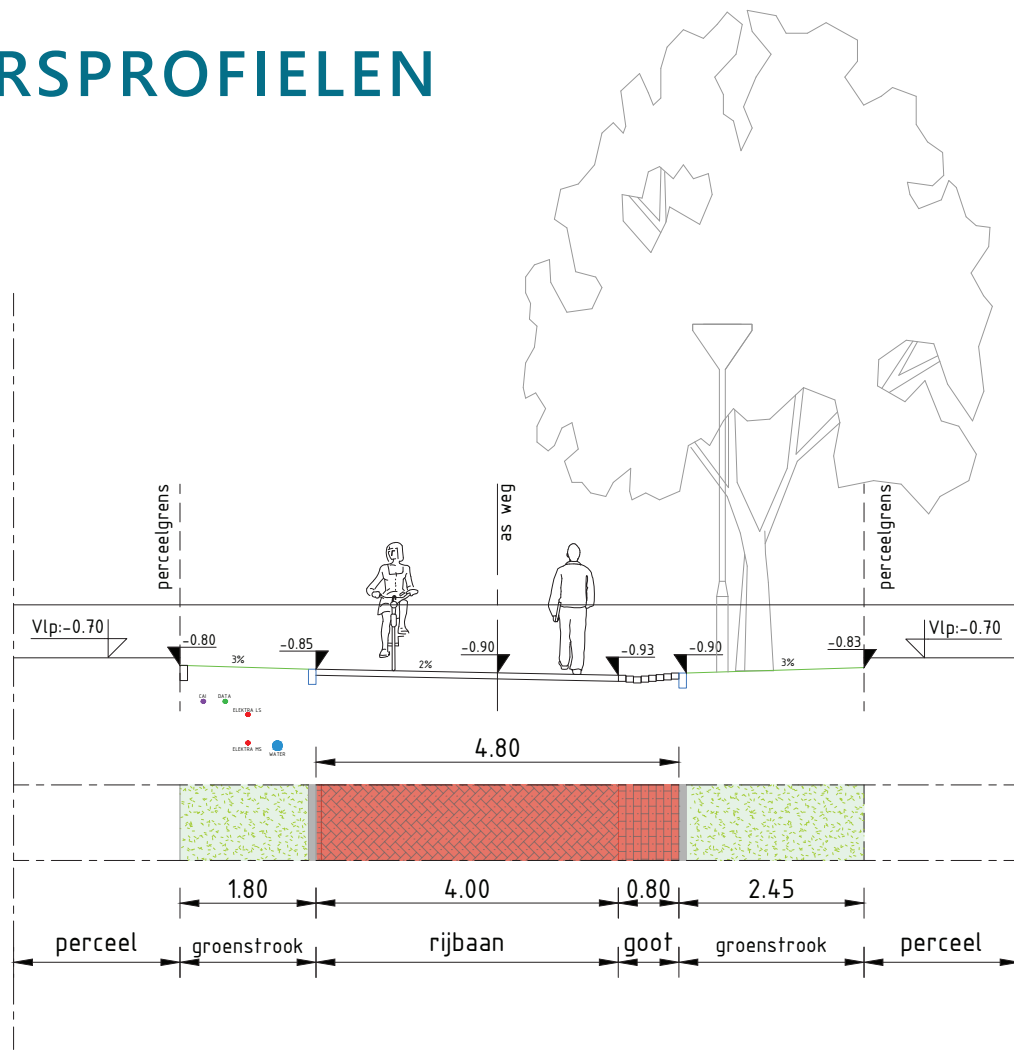 RSPROFIELEN
perceelgrens
as weg
perceelgrens
Vlp:-0.70
-0.80
3%
-0.85
2%
-0.90
-0.93
-0.90
3%
-0.83
Vlp:-0.70
CAI
DATA
ELEKTRA LS
ELEKTRA MS
WATER
4.80
1.80
4.00
0.80
2.45
perceel
groenstrook
rijbaan
goot
groenstrook
perceel